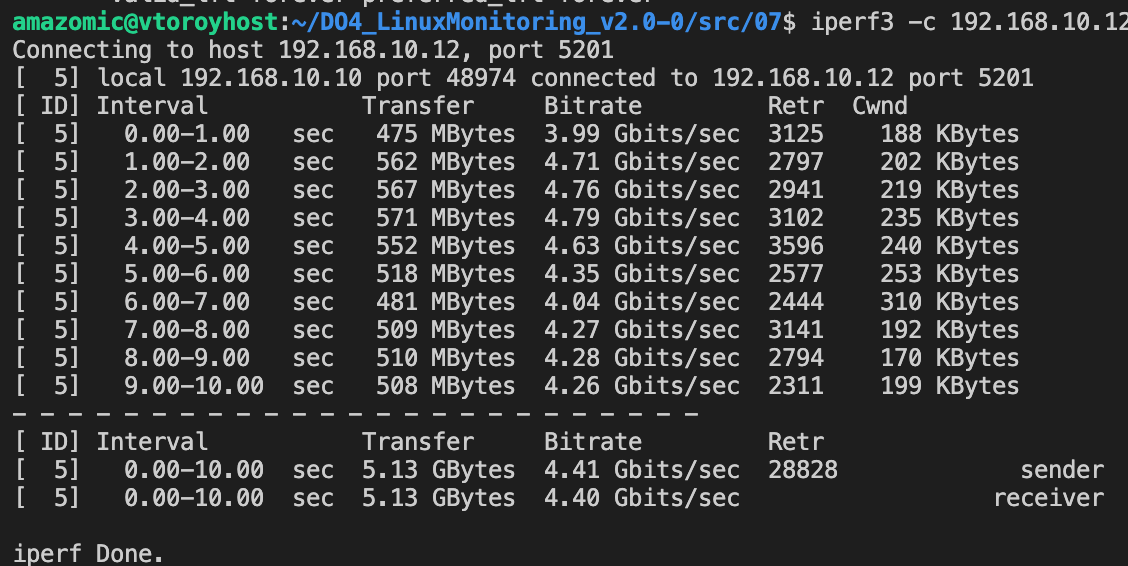 valid_lft forever preferred_lft forever
amazomic@vtoroyhost:~/DO4_LinuxMonitoring_v2.0-0/src/07$ iperf3 -c 192.168.10.12
Connecting to host 192.168.10.12, port 5201
[  5] local 192.168.10.10 port 48974 connected to 192.168.10.12 port 5201
[ ID] Interval           Transfer     Bitrate         Retr  Cwnd
[  5]   0.00-1.00   sec   475 MBytes  3.99 Gbits/sec  3125    188 KBytes
[  5]   1.00-2.00   sec   562 MBytes  4.71 Gbits/sec  2797    202 KBytes
[  5]   2.00-3.00   sec   567 MBytes  4.76 Gbits/sec  2941    219 KBytes
[  5]   3.00-4.00   sec   571 MBytes  4.79 Gbits/sec  3102    235 KBytes
[  5]   4.00-5.00   sec   552 MBytes  4.63 Gbits/sec  3596    240 KBytes
[  5]   5.00-6.00   sec   518 MBytes  4.35 Gbits/sec  2577    253 KBytes
[  5]   6.00-7.00   sec   481 MBytes  4.04 Gbits/sec  2444    310 KBytes
[  5]   7.00-8.00   sec   509 MBytes  4.27 Gbits/sec  3141    192 KBytes
[  5]   8.00-9.00   sec   510 MBytes  4.28 Gbits/sec  2794    170 KBytes
[  5]   9.00-10.00  sec   508 MBytes  4.26 Gbits/sec  2311    199 KBytes
- - - - - - - - - - - - - - - - - - - - - - - - -
[ ID] Interval           Transfer     Bitrate         Retr
[  5]   0.00-10.00  sec  5.13 GBytes  4.41 Gbits/sec  28828             sender
[  5]   0.00-10.00  sec  5.13 GBytes  4.40 Gbits/sec                  receiver
iperf Done.